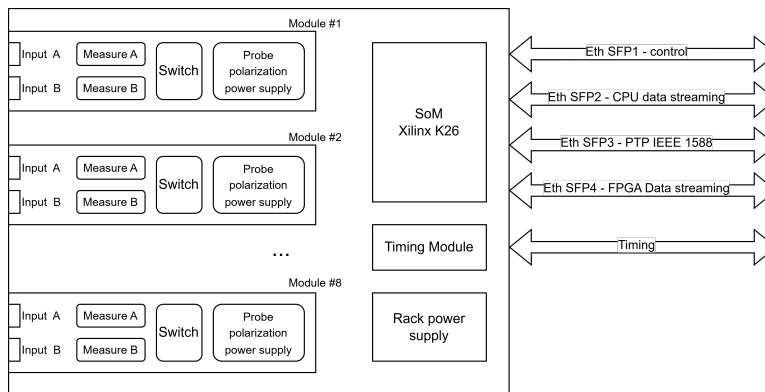 Module #1
Input A
Measure A
Input B
Measure B
Switch
Probe
polarization
power supply
Module #2
Input A
Measure A
Input B
Measure B
Switch
Probe
polarization
power supply
...
Module #8
Input A
Measure A
Input B
Measure B
Switch
Probe
polarization
power supply
SoM
Xilinx K26
Timing Module
Rack power
supply
Eth SFP1 - control
Eth SFP2 - CPU data streaming
Eth SFP3 - PTP IEEE 1588
Eth SFP4 - FPGA Data streaming
Timing